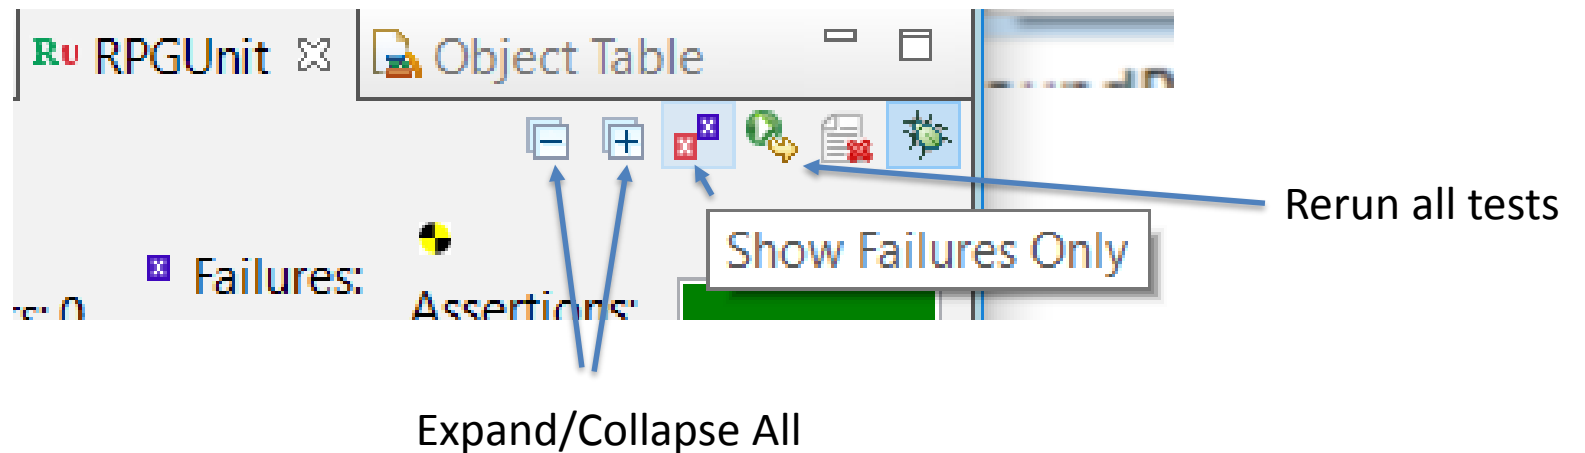 Ru RPGUnit Object Table
Rerun all tests
Show Failures Only
Failures:
Assertions:
Expand/Collapse All